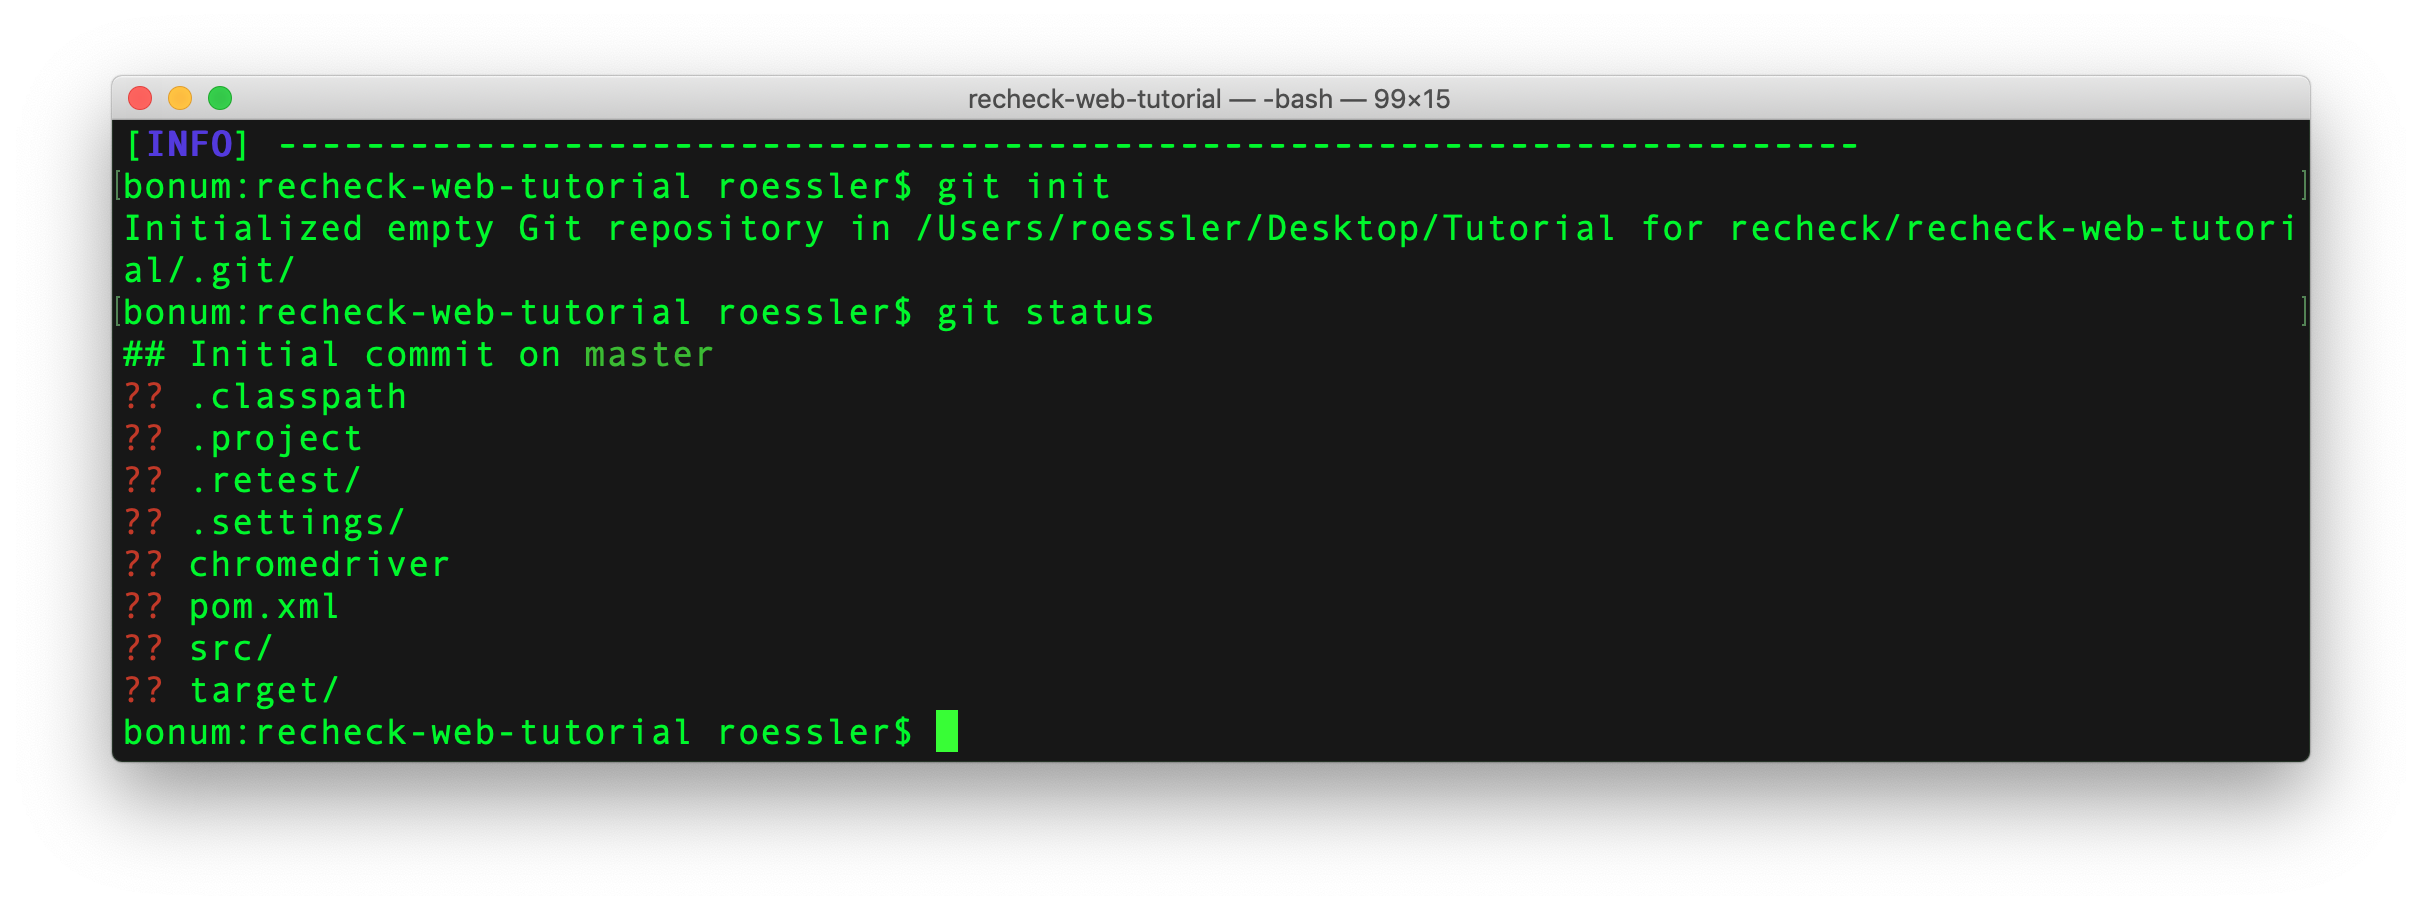 recheck-web-tutorial — -bash — 99×15
[INFO] ------------------------------------------------------------------------
[bonum:recheck-web-tutorial roessler$ git init ]
Initialized empty Git repository in /Users/roessler/Desktop/Tutorial for recheck/recheck-web-tutori
al/.git/
[bonum:recheck-web-tutorial roessler$ git status ]
## Initial commit on master
?? .classpath
?? .project
?? .retest/
?? .settings/
?? chromedriver
?? pom.xml
?? src/
?? target/
bonum:recheck-web-tutorial roessler$